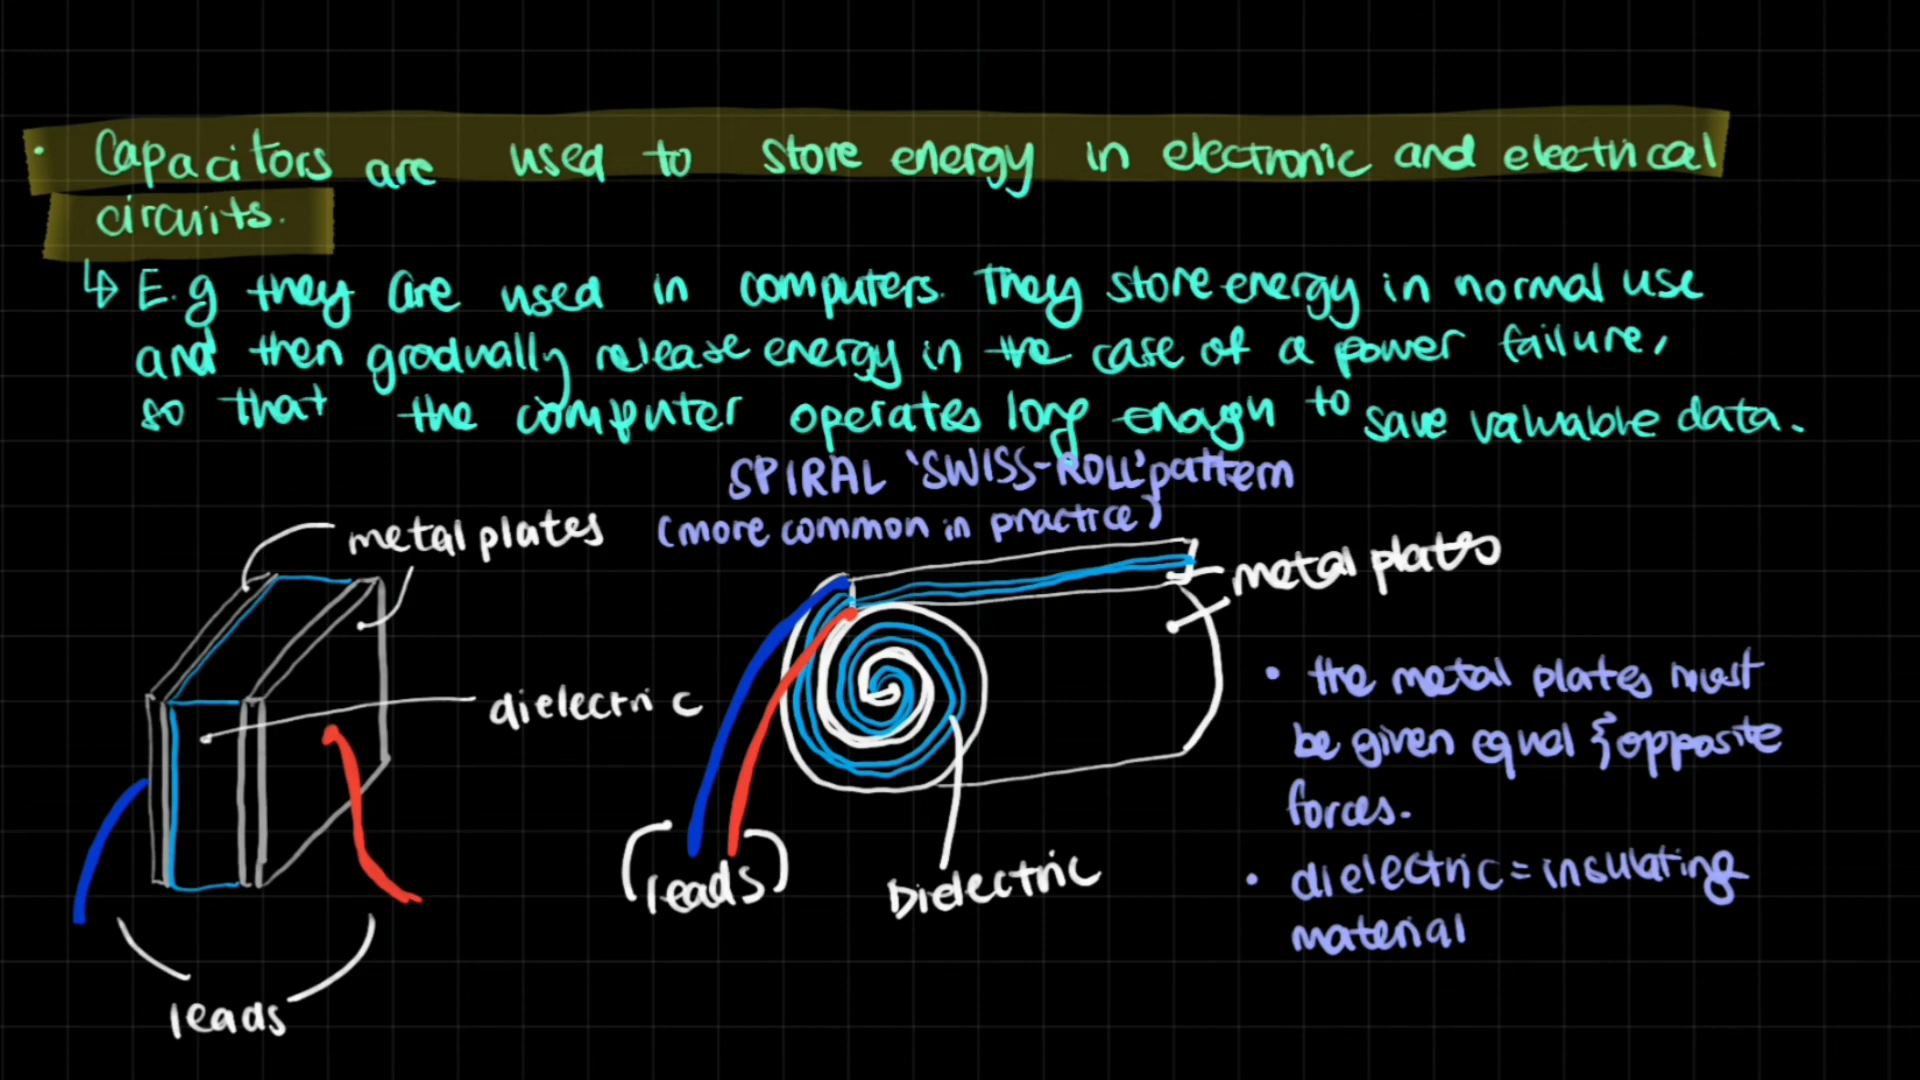 · Capacitors are used to store energy in electronic and electrical
circuits.
↳ E.g they are used in computers. They store energy in normal use
and then gradually release energy in the case of a power failure,
so that the computer operates long enough to save valuable data.
SPIRAL 'SWISS-ROLL' pattern
(more common in practice)
metal plates
metal plates
dielectric
• the metal plates must
be given equal & opposite
forces.
(leads)
Dielectric
• dielectric = insulating
material
leads